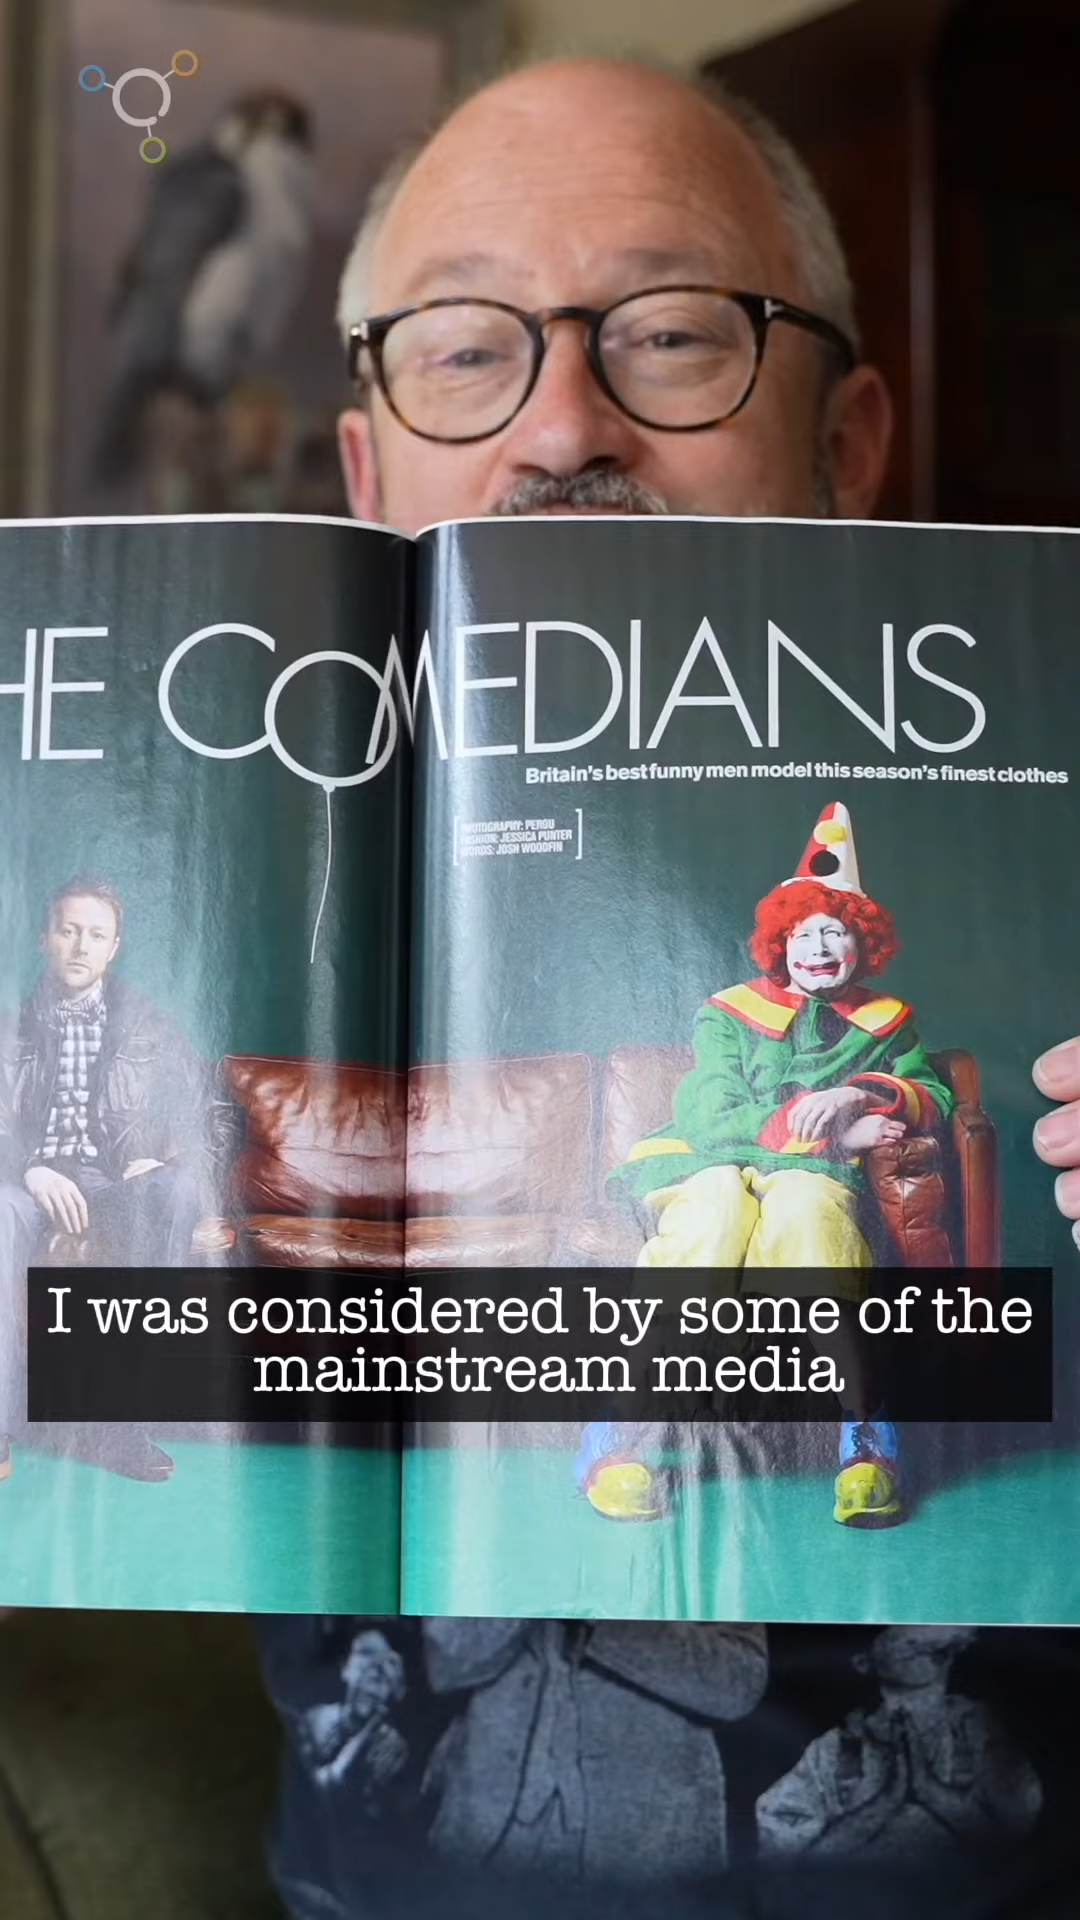 HE COMEDIANS
Britain's best funny men model this season's finest clothes
PHOTOGRAPHY: PEROU
FASHION: JESSICA PUNTER
WORDS: JOSH WOODFIN
I was considered by some of the
mainstream media